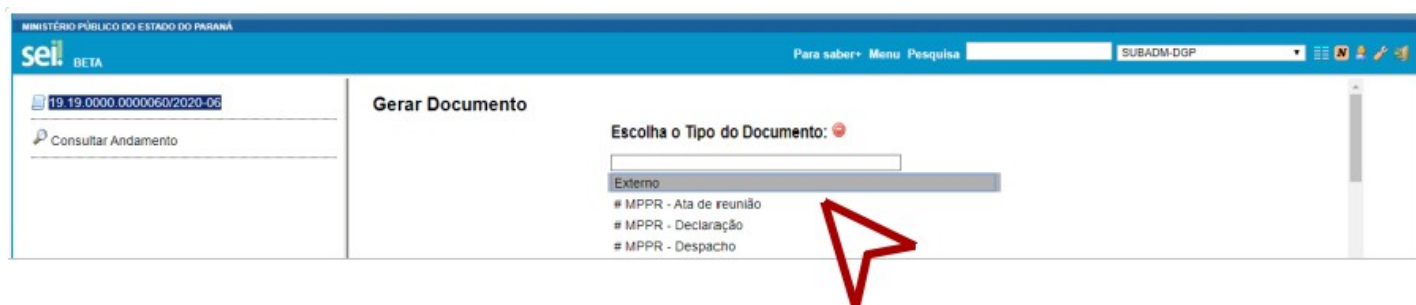 MINISTÉRIO PÚBLICO DO ESTADO DO PARANÁ
sei! BETA
Para saber+ Menu Pesquisa SUBADM-DGP
19.19.0000.0000060/2020-06
Consultar Andamento
Gerar Documento
Escolha o Tipo do Documento:
Externo
# MPPR - Ata de reunião
# MPPR - Declaração
# MPPR - Despacho